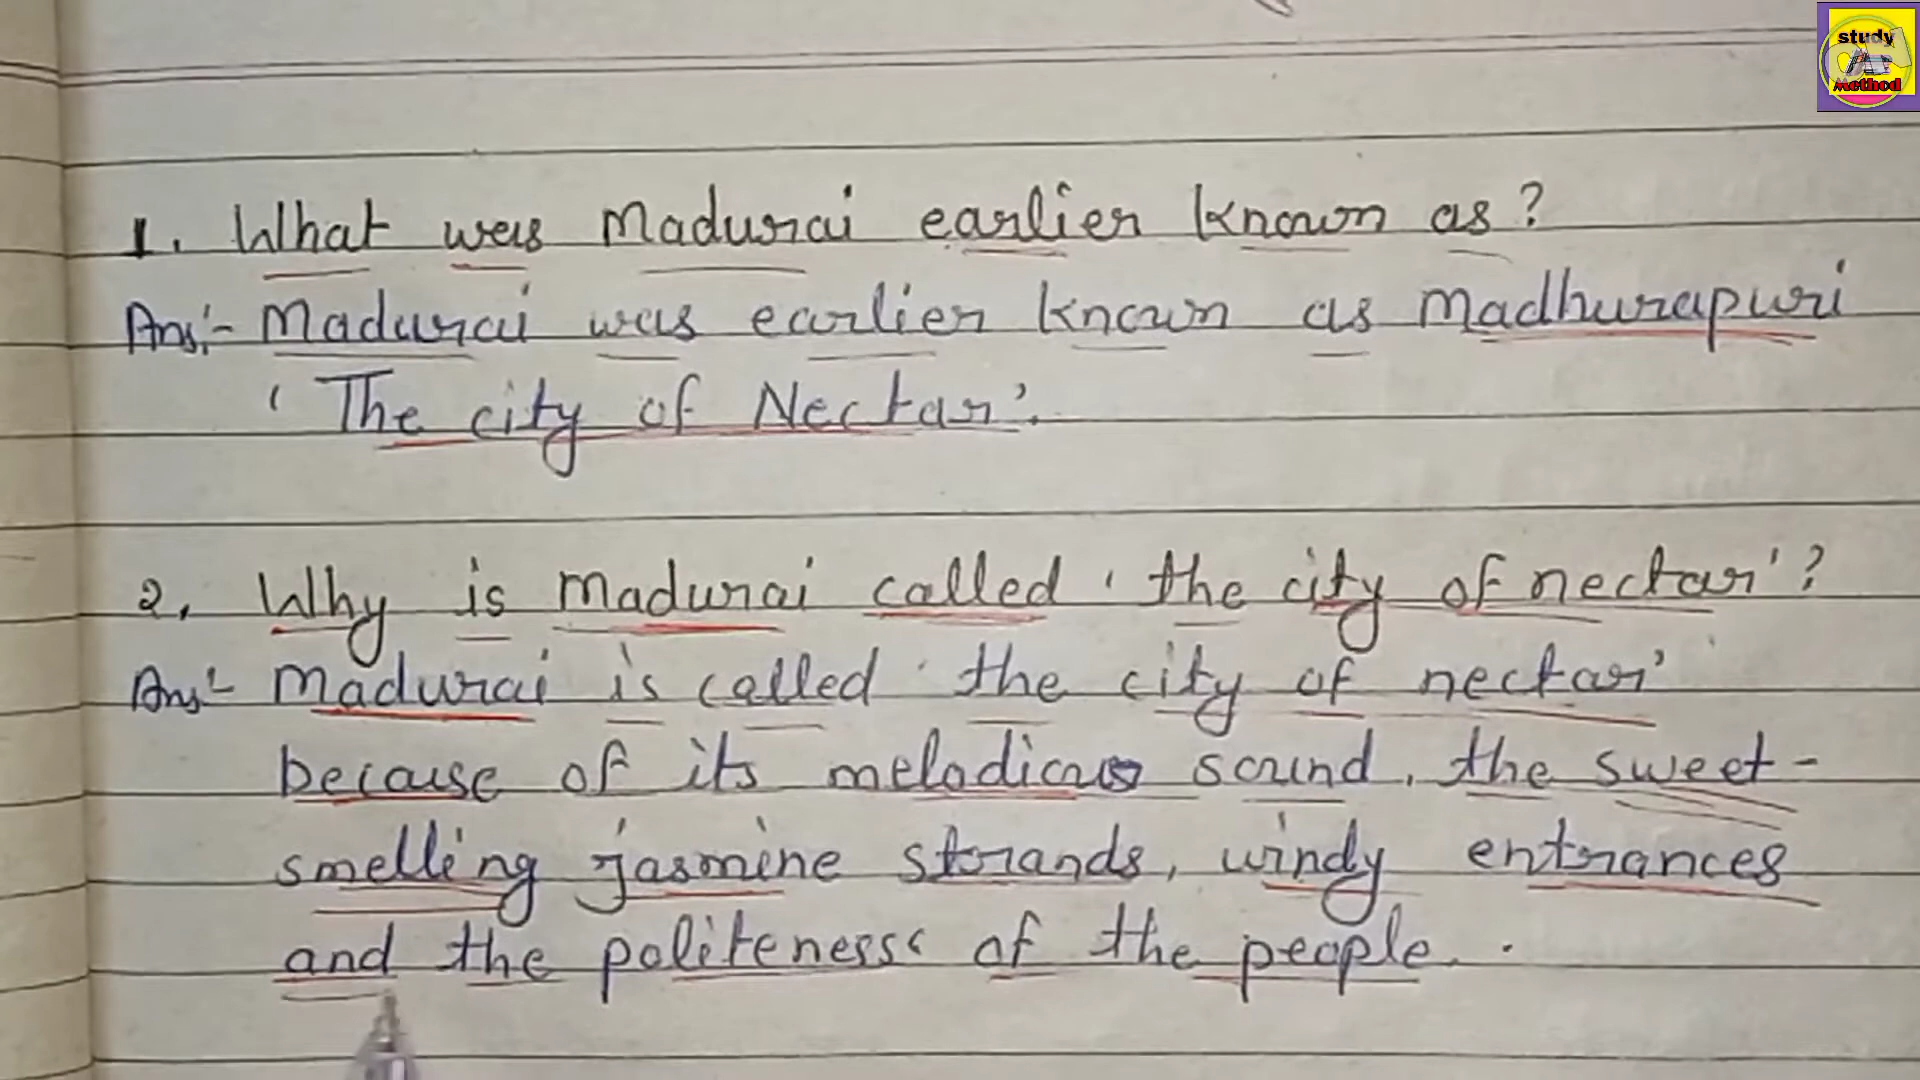 study
Method
1. What was Madurai earlier known as?
Ans:- Madurai was earlier known as Madhurapuri
'The city of Nectar'.
2. Why is Madurai called 'the city of nectar'?
Ans:- Madurai is called 'the city of nectar'
because of its melodious sound, the sweet-
smelling jasmine strands, windy entrances
and the politeness of the people.